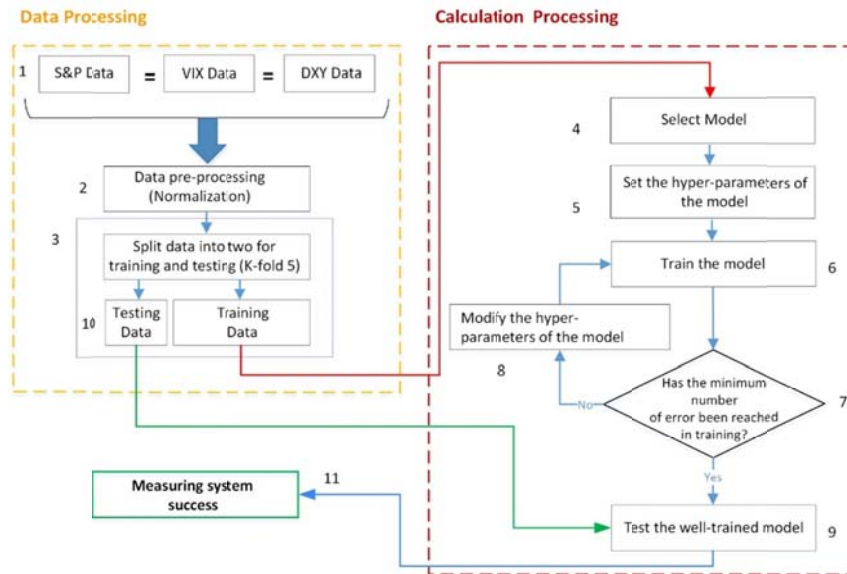 Data Processing
Calculation Processing
1
S&P Data
=
VIX Data
=
DXY Data
2
Data pre-processing
(Normalization)
3
Split data into two for
training and testing (K-fold 5)
10
Testing
Data
Training
Data
4
Select Model
5
Set the hyper-parameters of
the model
Train the model
6
Modify the hyper-
parameters of the model
8
No
Has the minimum
number
of error been reached
in training?
7
Yes
Test the well-trained model
9
11
Measuring system
success